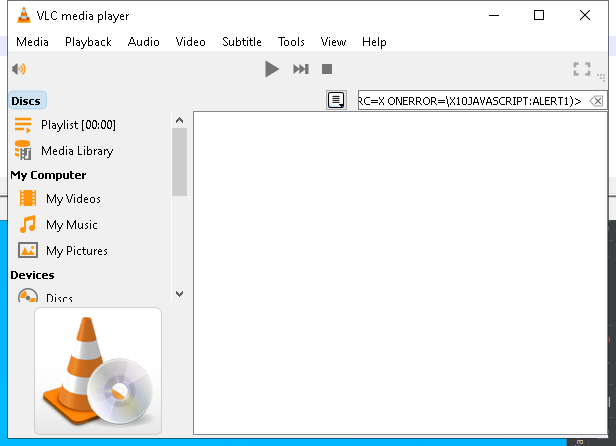 VLC media player
Media Playback Audio Video Subtitle Tools View Help
Discs
RC=X ONERROR=\X10JAVASCRIPT:ALERT1)>
Playlist [00:00]
Media Library
My Computer
My Videos
My Music
My Pictures
Devices
Discs